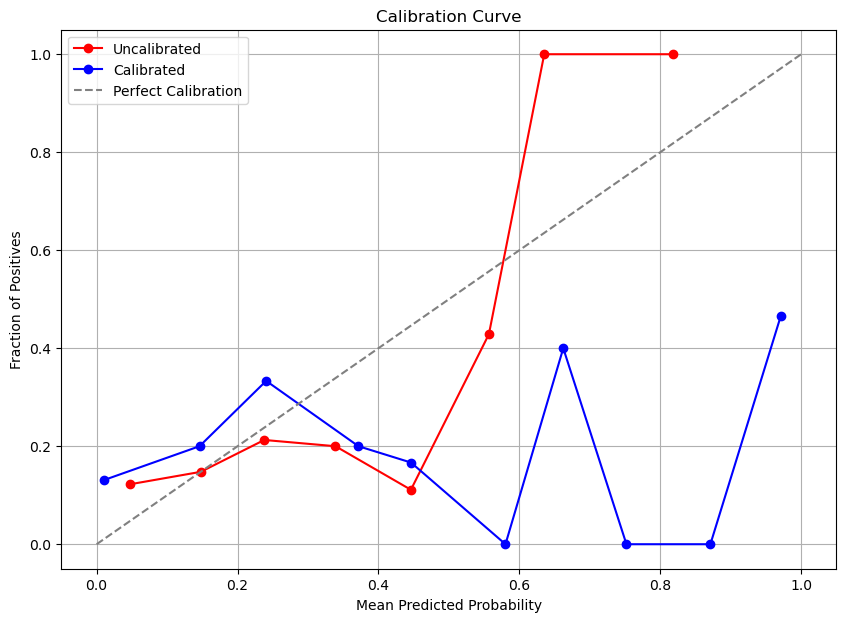 Calibration Curve
Uncalibrated
Calibrated
Perfect Calibration
Fraction of Positives
1.0
0.8
0.6
0.4
0.2
0.0
0.0 0.2 0.4 0.6 0.8 1.0
Mean Predicted Probability